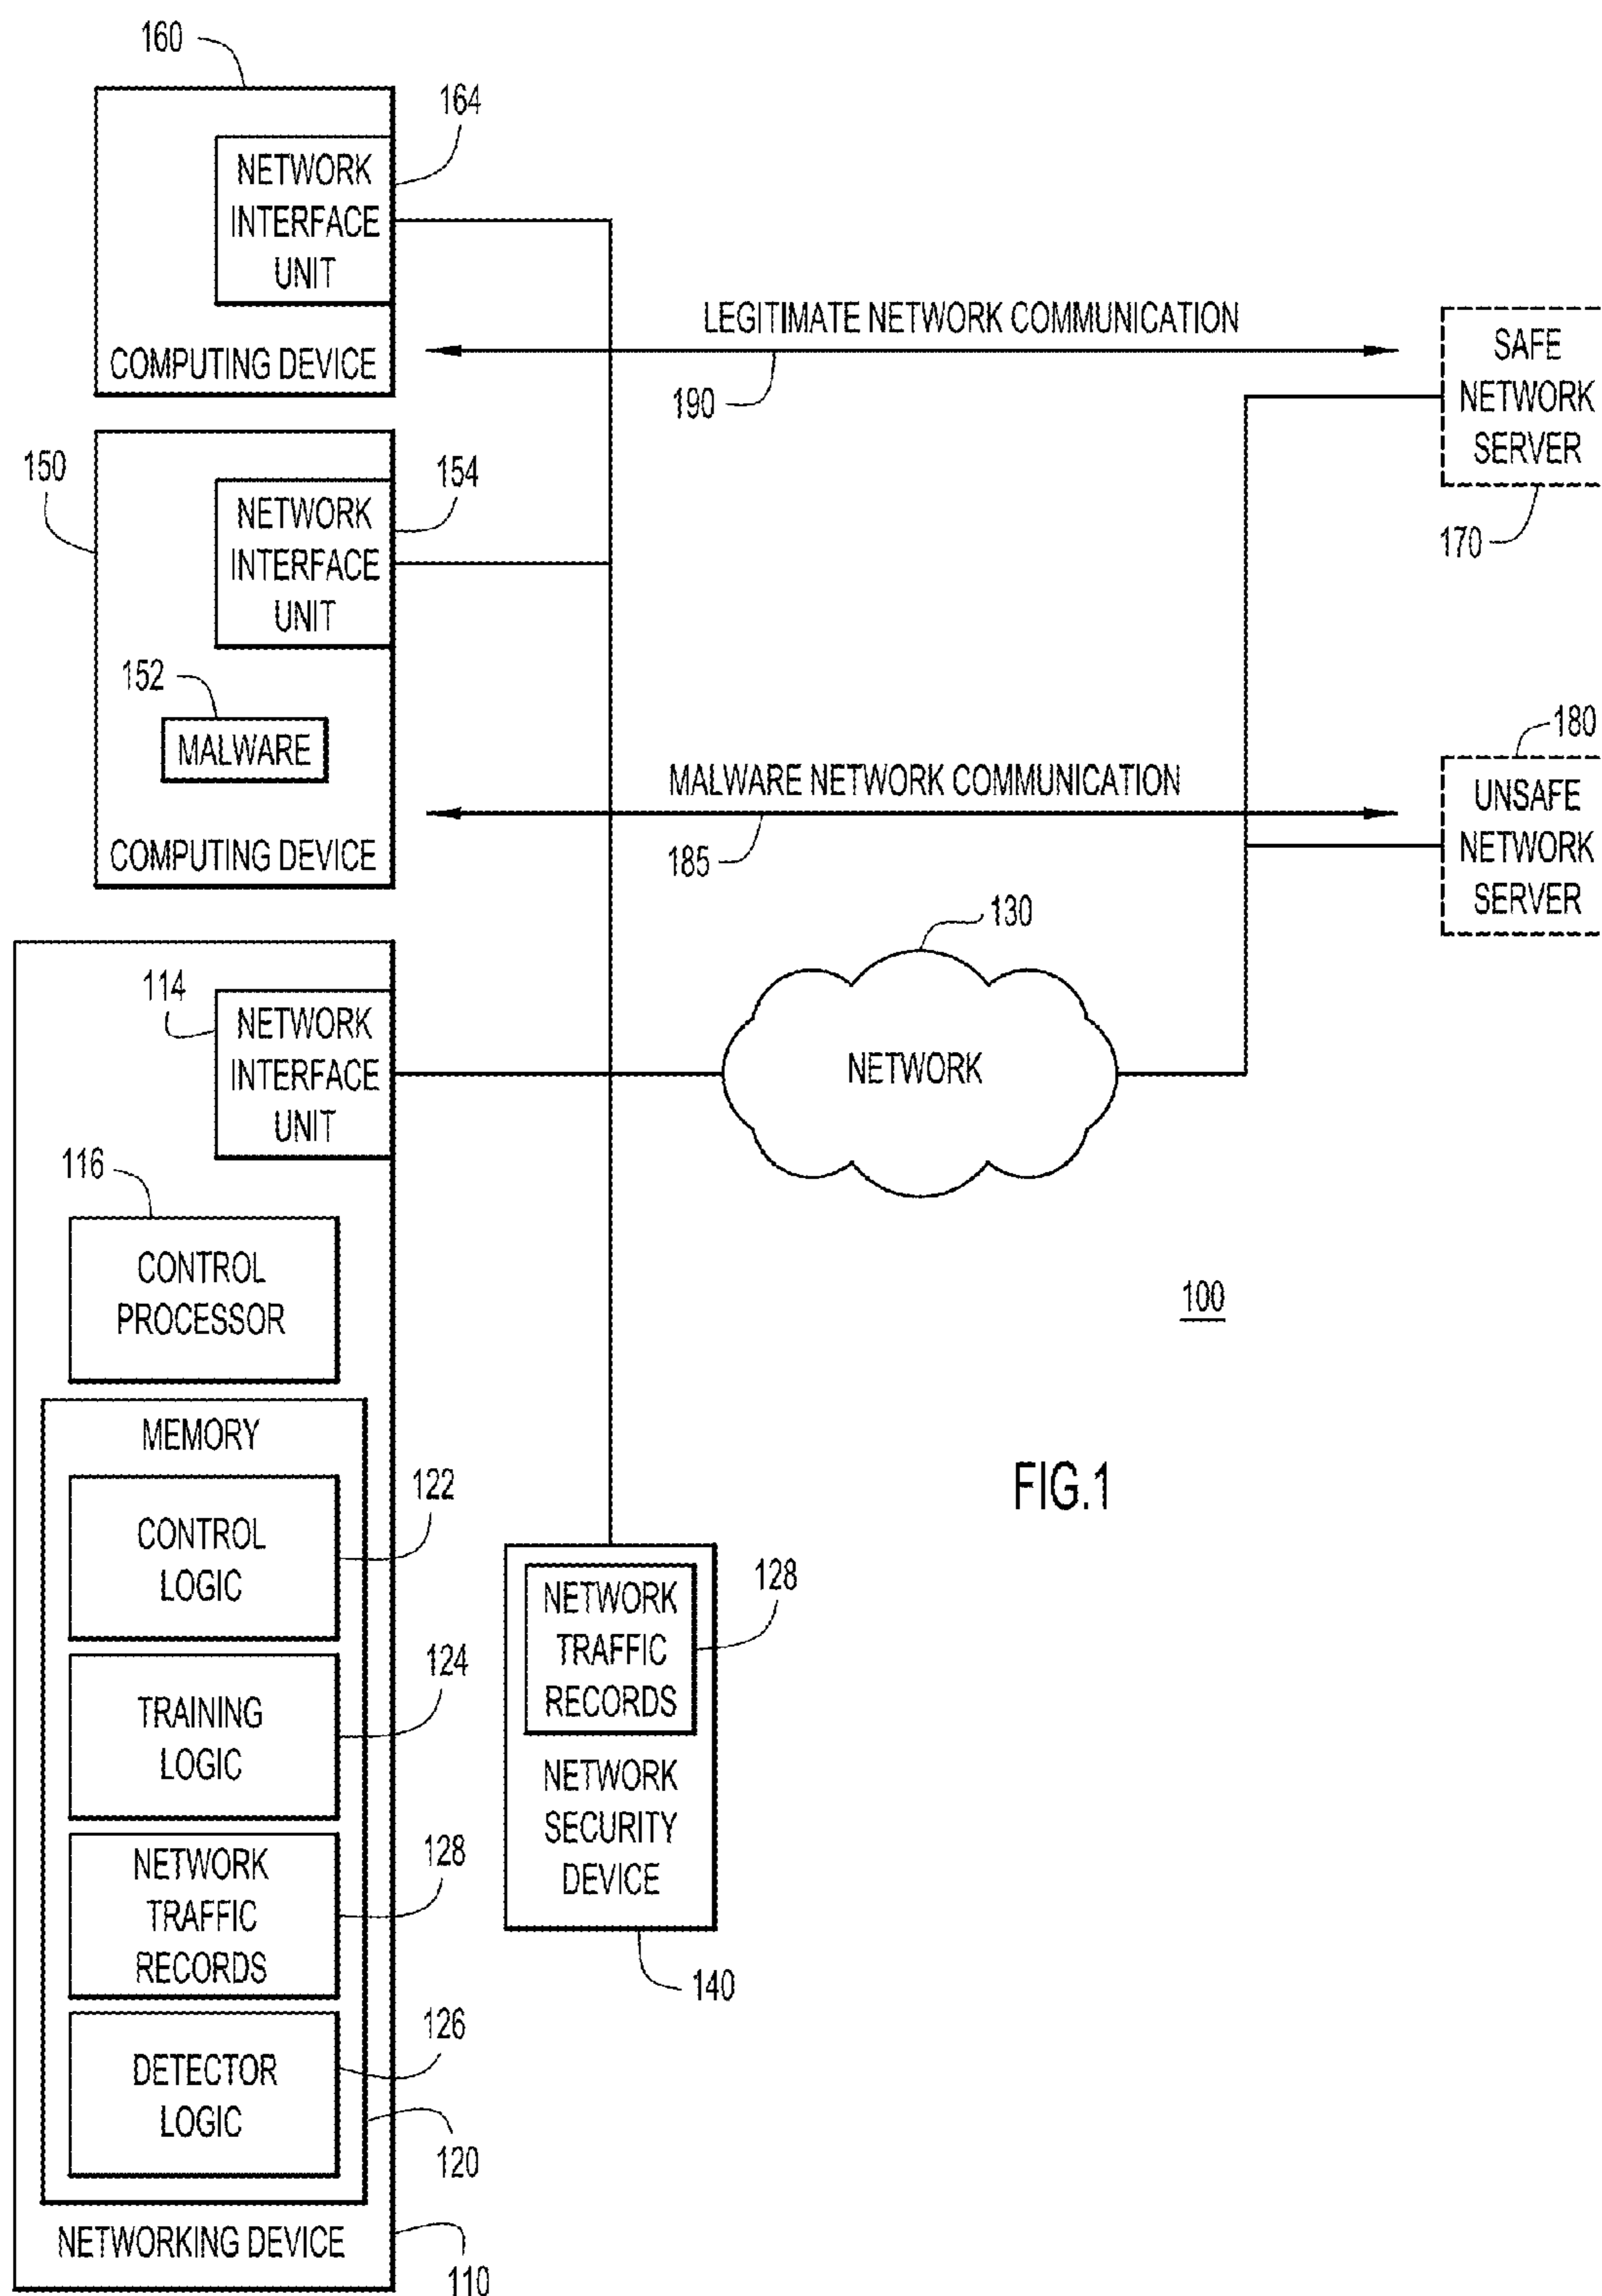 160
164
NETWORK
INTERFACE
UNIT
COMPUTING DEVICE
LEGITIMATE NETWORK COMMUNICATION
190
SAFE
NETWORK
SERVER
170
150
154
NETWORK
INTERFACE
UNIT
152
MALWARE
COMPUTING DEVICE
MALWARE NETWORK COMMUNICATION
185
180
UNSAFE
NETWORK
SERVER
130
NETWORK
114
NETWORK
INTERFACE
UNIT
116
CONTROL
PROCESSOR
MEMORY
CONTROL
LOGIC
122
TRAINING
LOGIC
124
NETWORK
TRAFFIC
RECORDS
128
DETECTOR
LOGIC
126
120
NETWORKING DEVICE
110
NETWORK
TRAFFIC
RECORDS
128
NETWORK
SECURITY
DEVICE
140
100
FIG.1